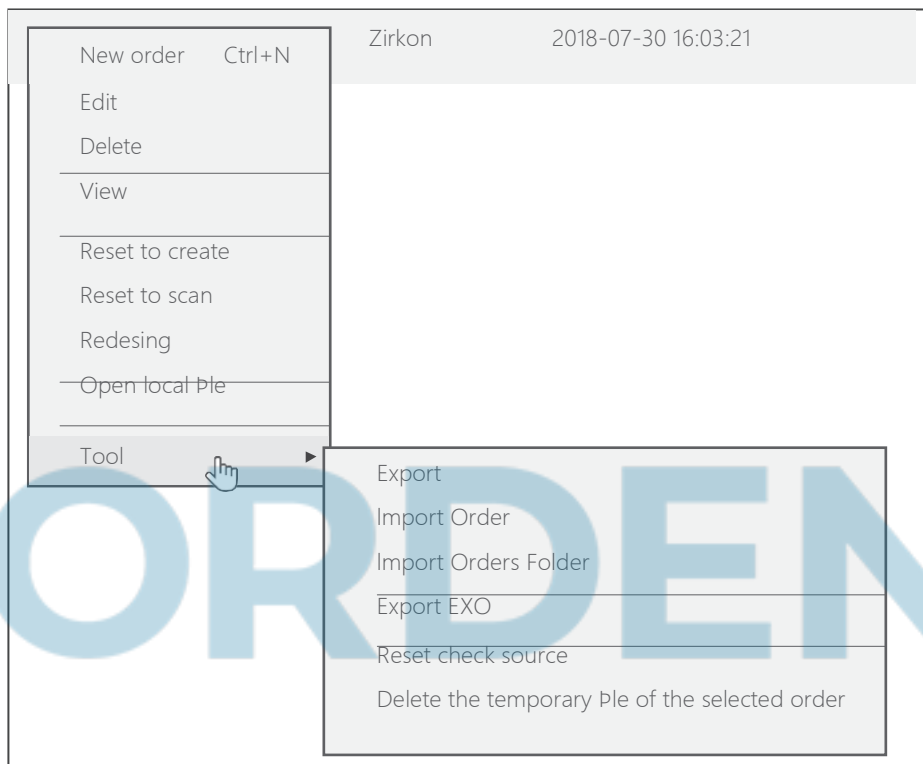 Zirkon 2018-07-30 16:03:21
New order Ctrl+N
Edit
Delete
View
Reset to create
Reset to scan
Redesing
Open local Þle
Tool
Export
Import Order
Import Orders Folder
Export EXO
Reset check source
Delete the temporary Þle of the selected order
ORDEN